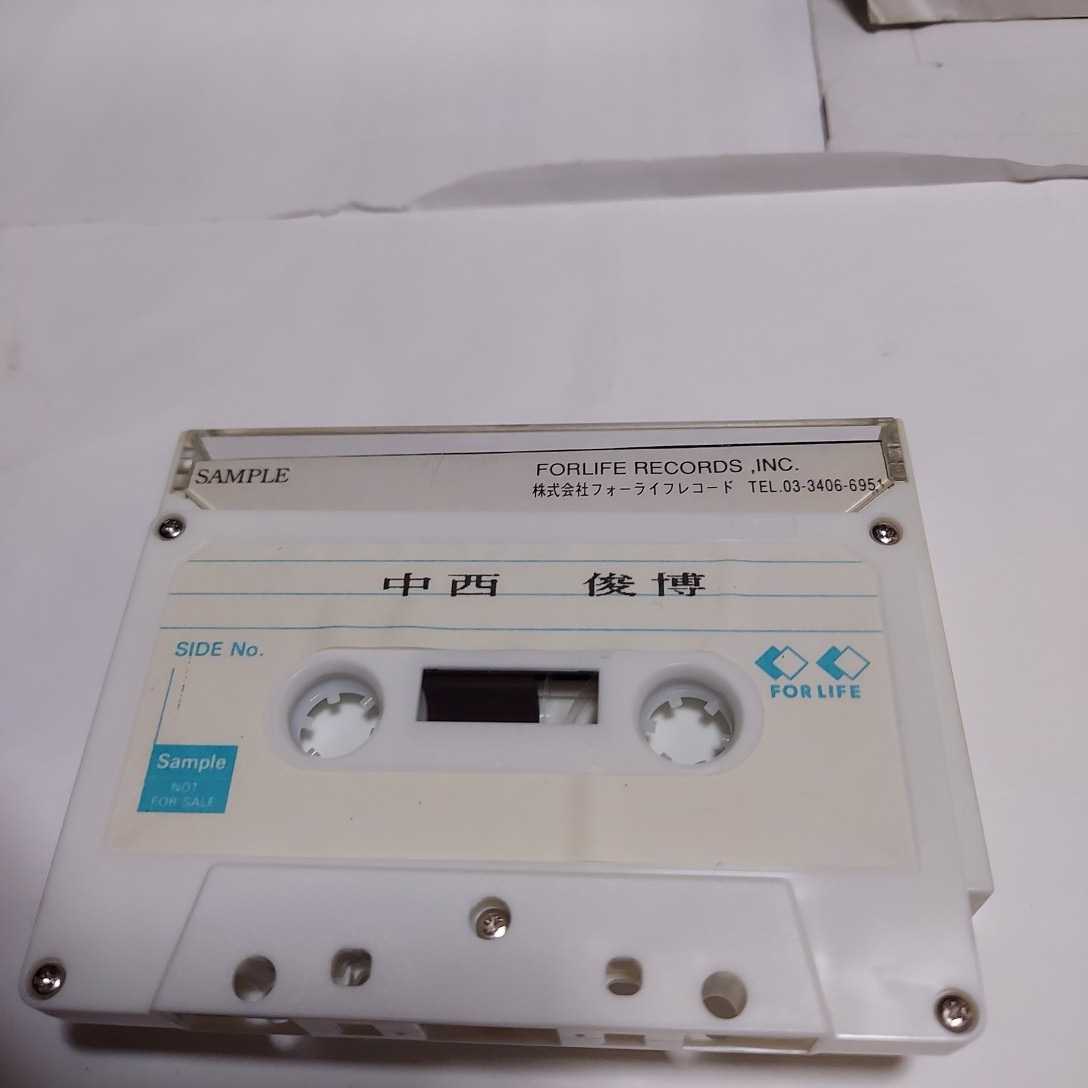 SAMPLE
FORLIFE RECORDS ,INC.
株式会社フォーライフレコード TEL.03-3406-6951
中西 俊博
SIDE No.
FOR LIFE
Sample
NOT
FOR SALE